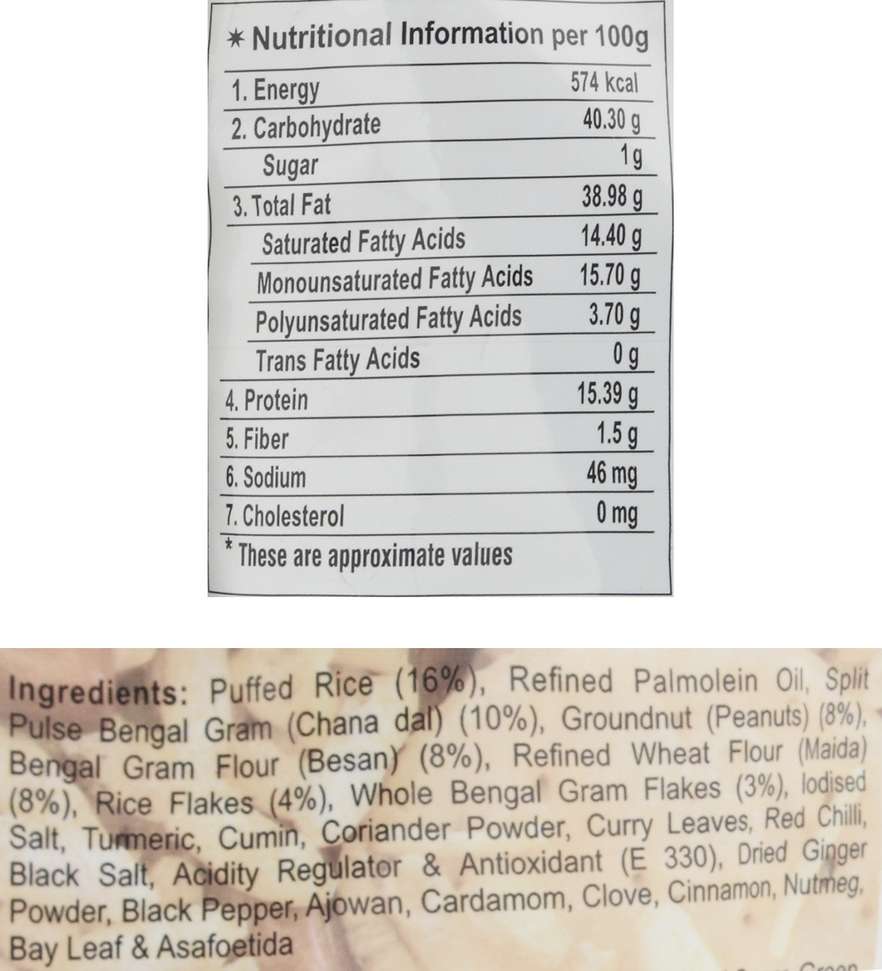 ✶ Nutritional Information per 100g
1. Energy 574 kcal
2. Carbohydrate 40.30 g
Sugar 1 g
3. Total Fat 38.98 g
Saturated Fatty Acids 14.40 g
Monounsaturated Fatty Acids 15.70 g
Polyunsaturated Fatty Acids 3.70 g
Trans Fatty Acids 0 g
4. Protein 15.39 g
5. Fiber 1.5 g
6. Sodium 46 mg
7. Cholesterol 0 mg
* These are approximate values
Ingredients: Puffed Rice (16%), Refined Palmolein Oil, Split
Pulse Bengal Gram (Chana dal) (10%), Groundnut (Peanuts) (8%),
Bengal Gram Flour (Besan) (8%), Refined Wheat Flour (Maida)
(8%), Rice Flakes (4%), Whole Bengal Gram Flakes (3%), Iodised
Salt, Turmeric, Cumin, Coriander Powder, Curry Leaves, Red Chilli,
Black Salt, Acidity Regulator & Antioxidant (E 330), Dried Ginger
Powder, Black Pepper, Ajowan, Cardamom, Clove, Cinnamon, Nutmeg,
Bay Leaf & Asafoetida